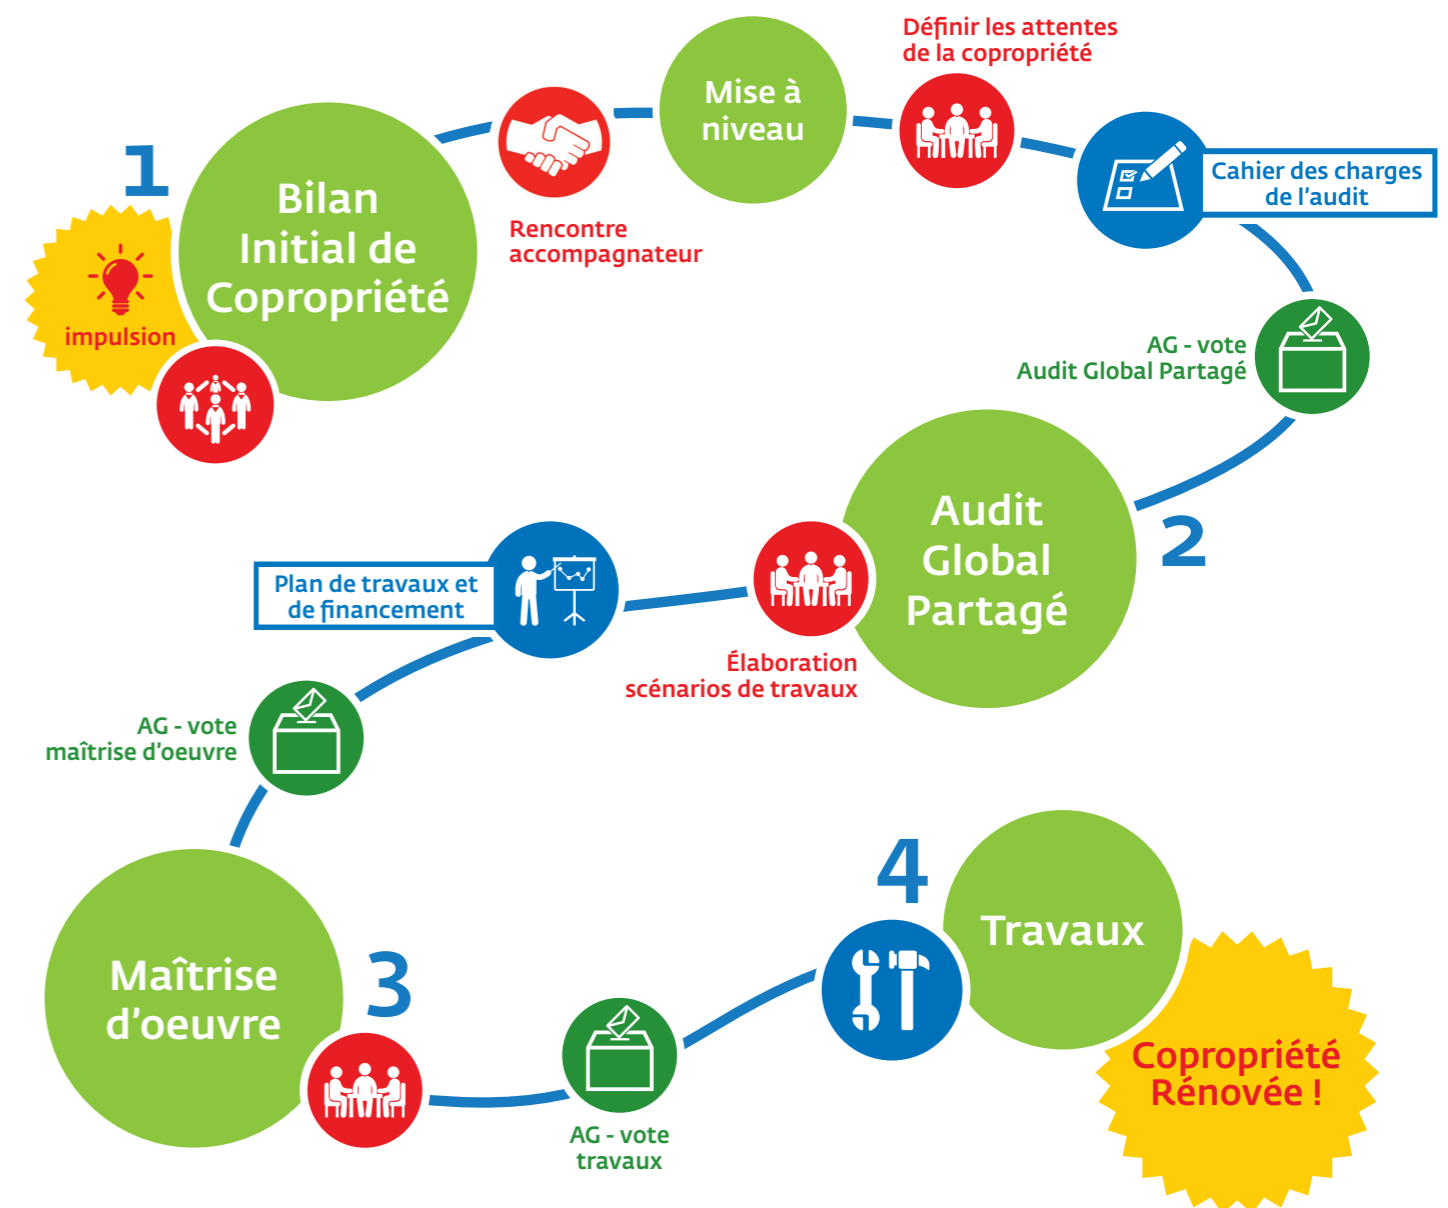 1
impulsion
Bilan
Initial de
Copropriété
Rencontre
accompagnateur
Mise à
niveau
Définir les attentes
de la copropriété
Cahier des charges
de l'audit
AG - vote
Audit Global Partagé
2
Audit
Global
Partagé
Élaboration
scénarios de travaux
Plan de travaux et
de financement
AG - vote
maîtrise d'oeuvre
3
Maîtrise
d'oeuvre
AG - vote
travaux
4
Travaux
Copropriété
Rénovée !